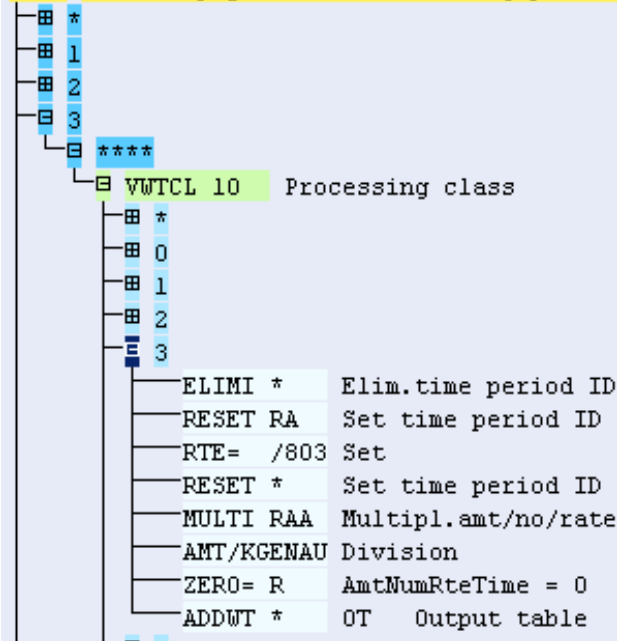 *
1
2
3
****
VWTCL 10 Processing class
*
0
1
2
3
ELIMI * Elim.time period ID
RESET RA Set time period ID
RTE= /803 Set
RESET * Set time period ID
MULTI RAA Multipl.amt/no/rate
AMT/KGENAU Division
ZERO= R AmtNumRteTime = 0
ADDWT * OT Output table